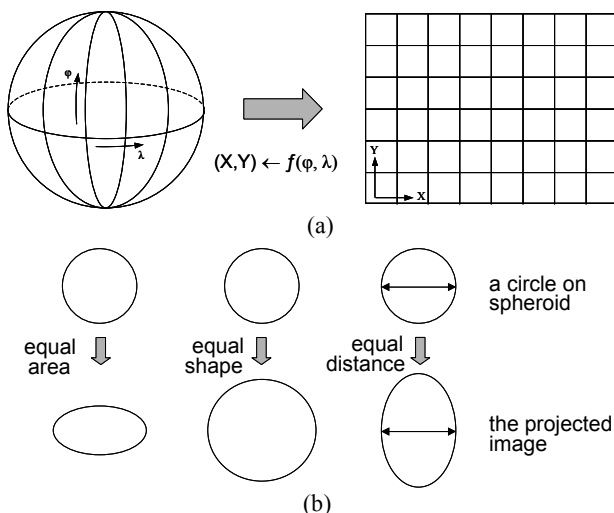 φ
λ
(X,Y) ← f(φ, λ)
Y
X
(a)
a circle on
spheroid
equal
area
equal
shape
equal
distance
the projected
image
(b)